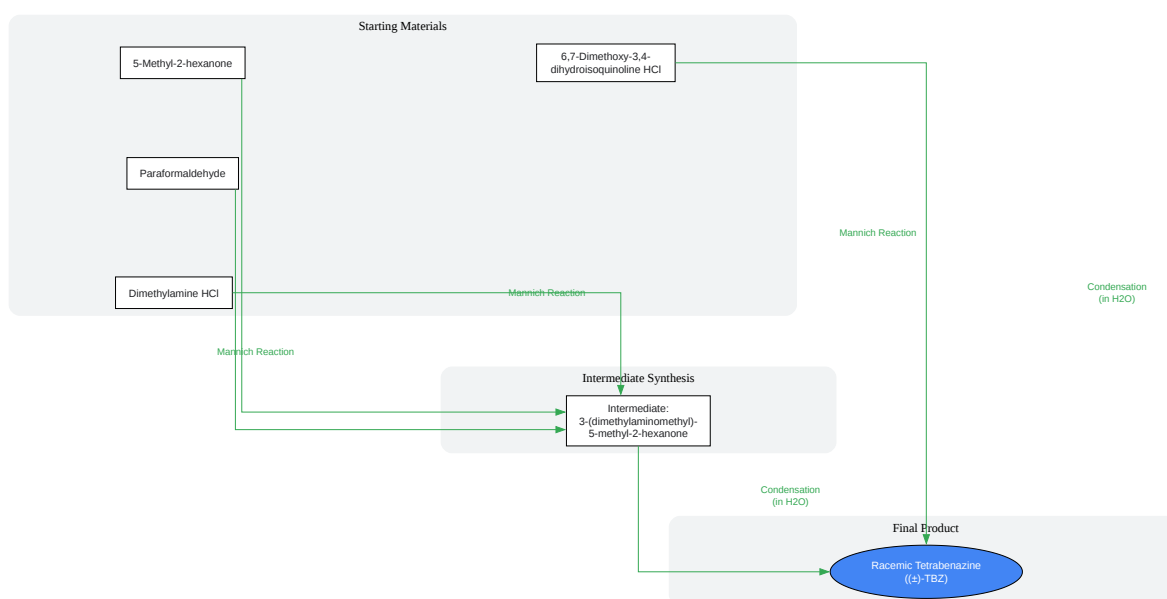 Starting Materials
5-Methyl-2-hexanone
6,7-Dimethoxy-3,4-
dihydroisoquinoline HCl
Paraformaldehyde
Mannich Reaction
Dimethylamine HCl
Mannich Reaction
Condensation
(in H2O)
Mannich Reaction
Intermediate Synthesis
Intermediate:
3-(dimethylaminomethyl)-
5-methyl-2-hexanone
Condensation
(in H2O)
Final Product
Racemic Tetrabenazine
((±)-TBZ)